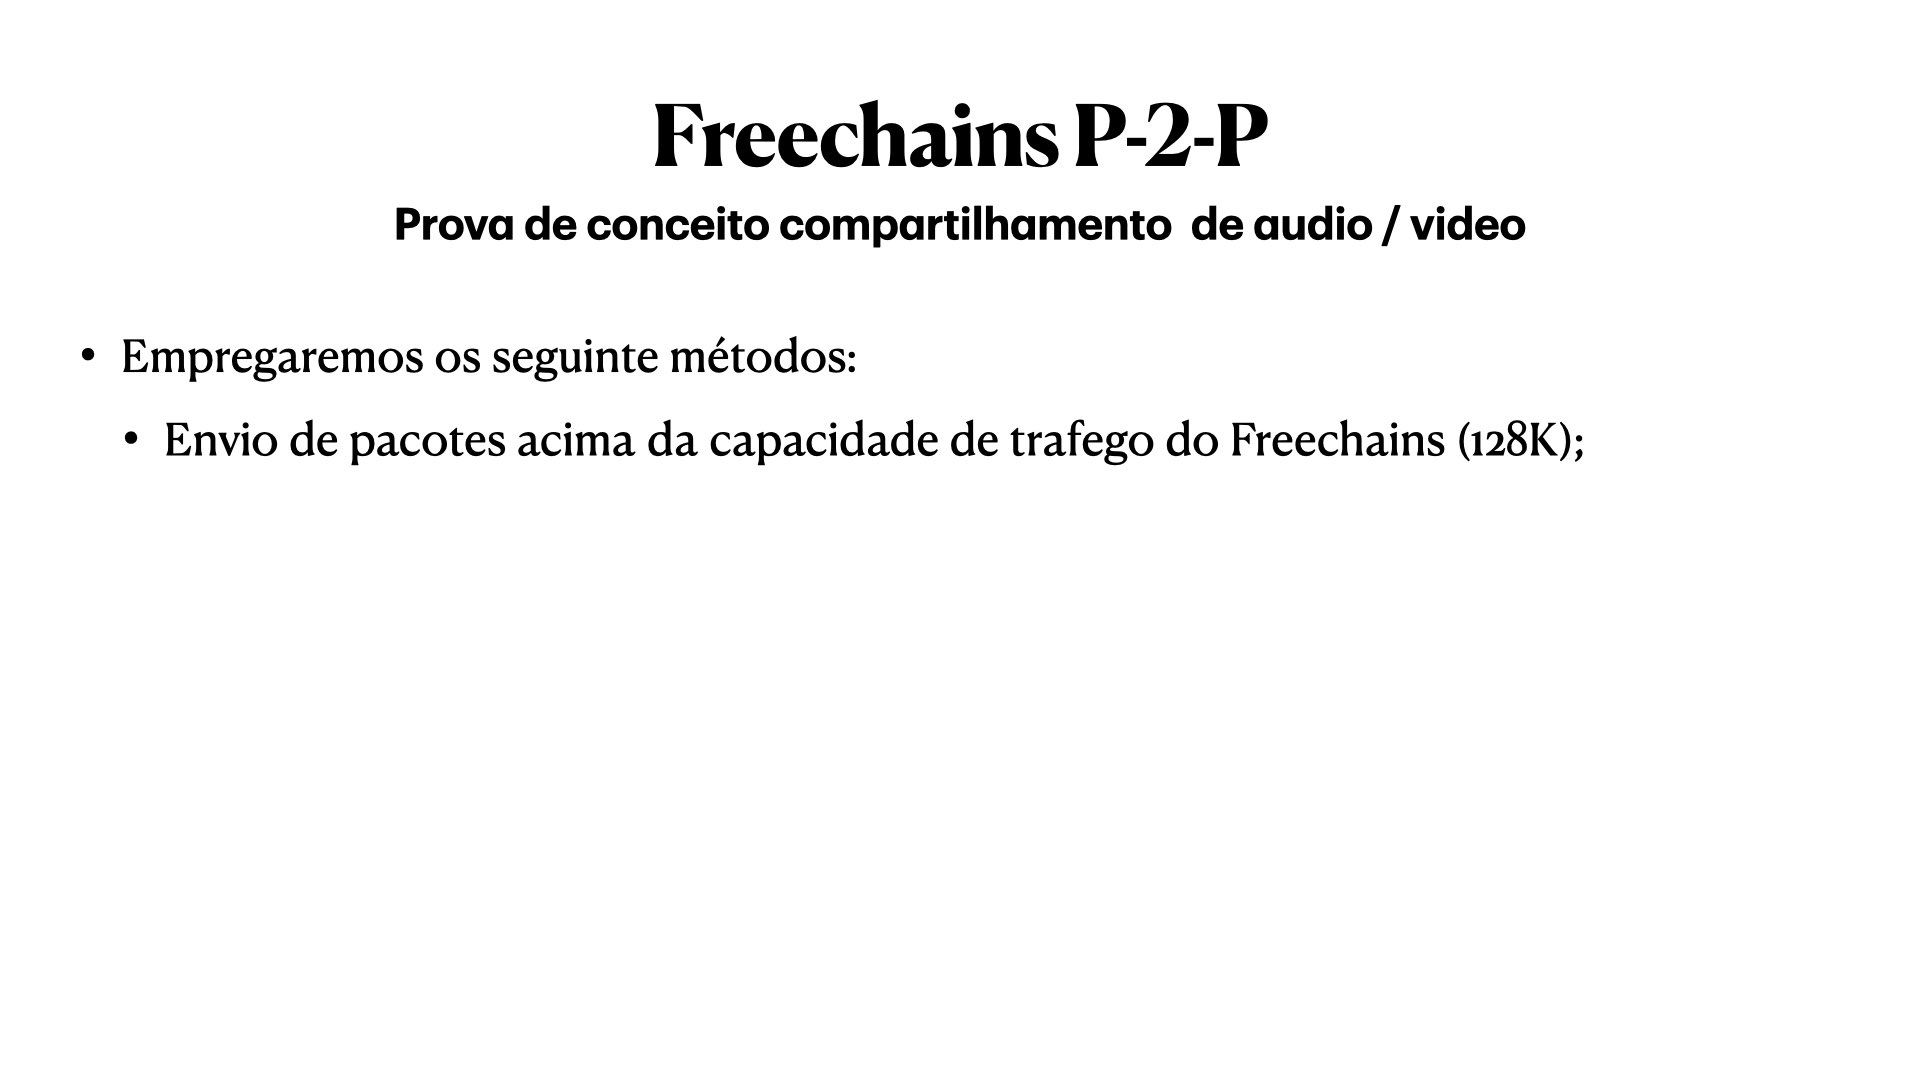 Freechains P-2-P
Prova de conceito compartilhamento  de audio / video
• Empregaremos os seguinte métodos:
• Envio de pacotes acima da capacidade de trafego do Freechains (128K);